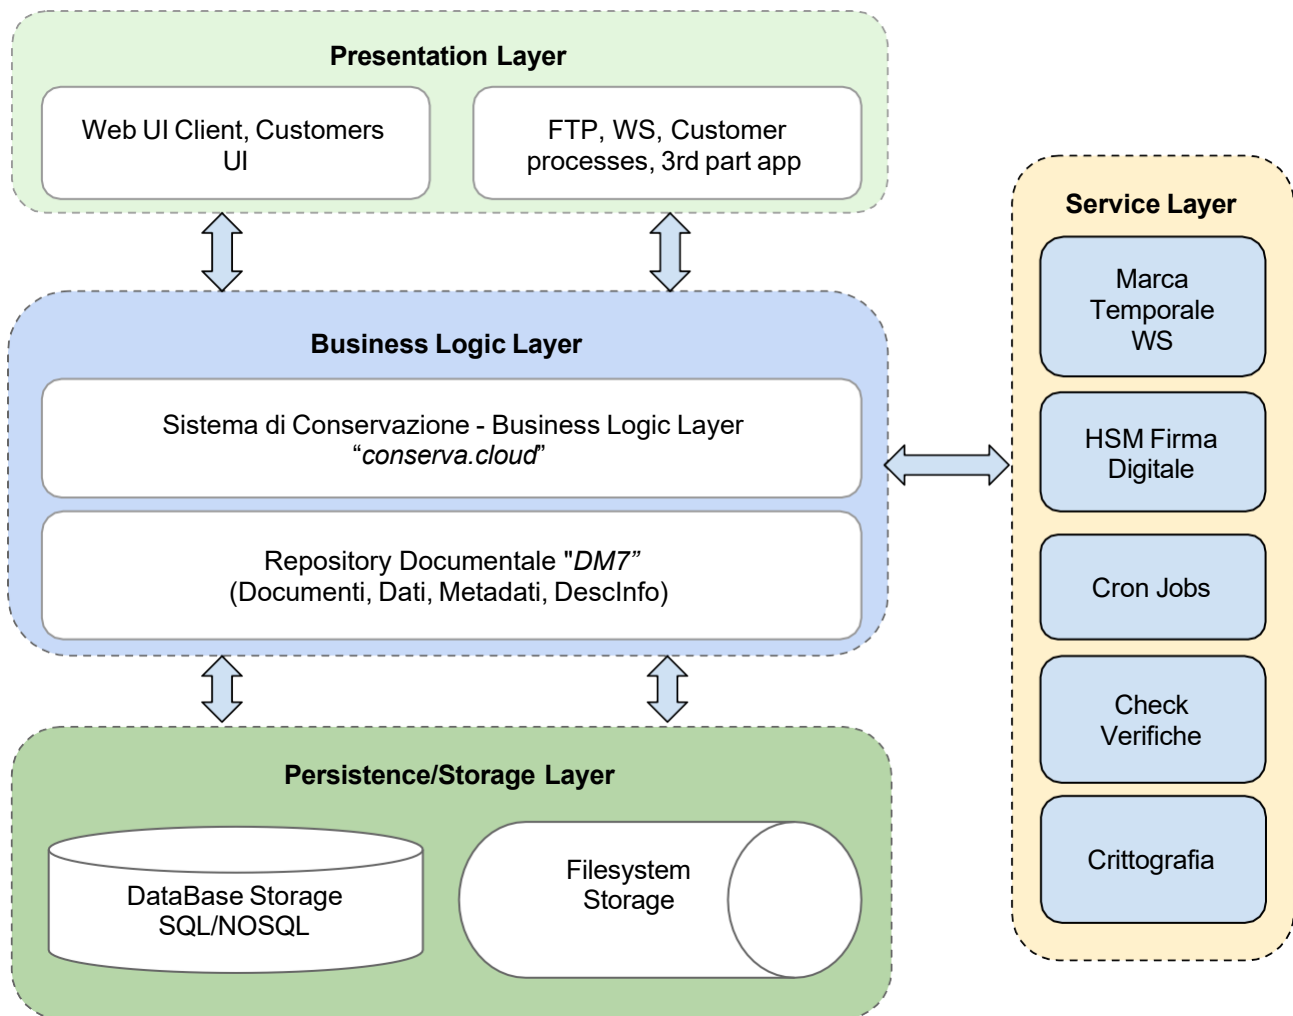 Presentation Layer
Web UI Client, Customers
UI
FTP, WS, Customer
processes, 3rd part app
Business Logic Layer
Sistema di Conservazione - Business Logic Layer
“conserva.cloud”
Repository Documentale "DM7”
(Documenti, Dati, Metadati, DescInfo)
Persistence/Storage Layer
DataBase Storage
SQL/NOSQL
Filesystem
Storage
Service Layer
Marca
Temporale
WS
HSM Firma
Digitale
Cron Jobs
Check
Verifiche
Crittografia